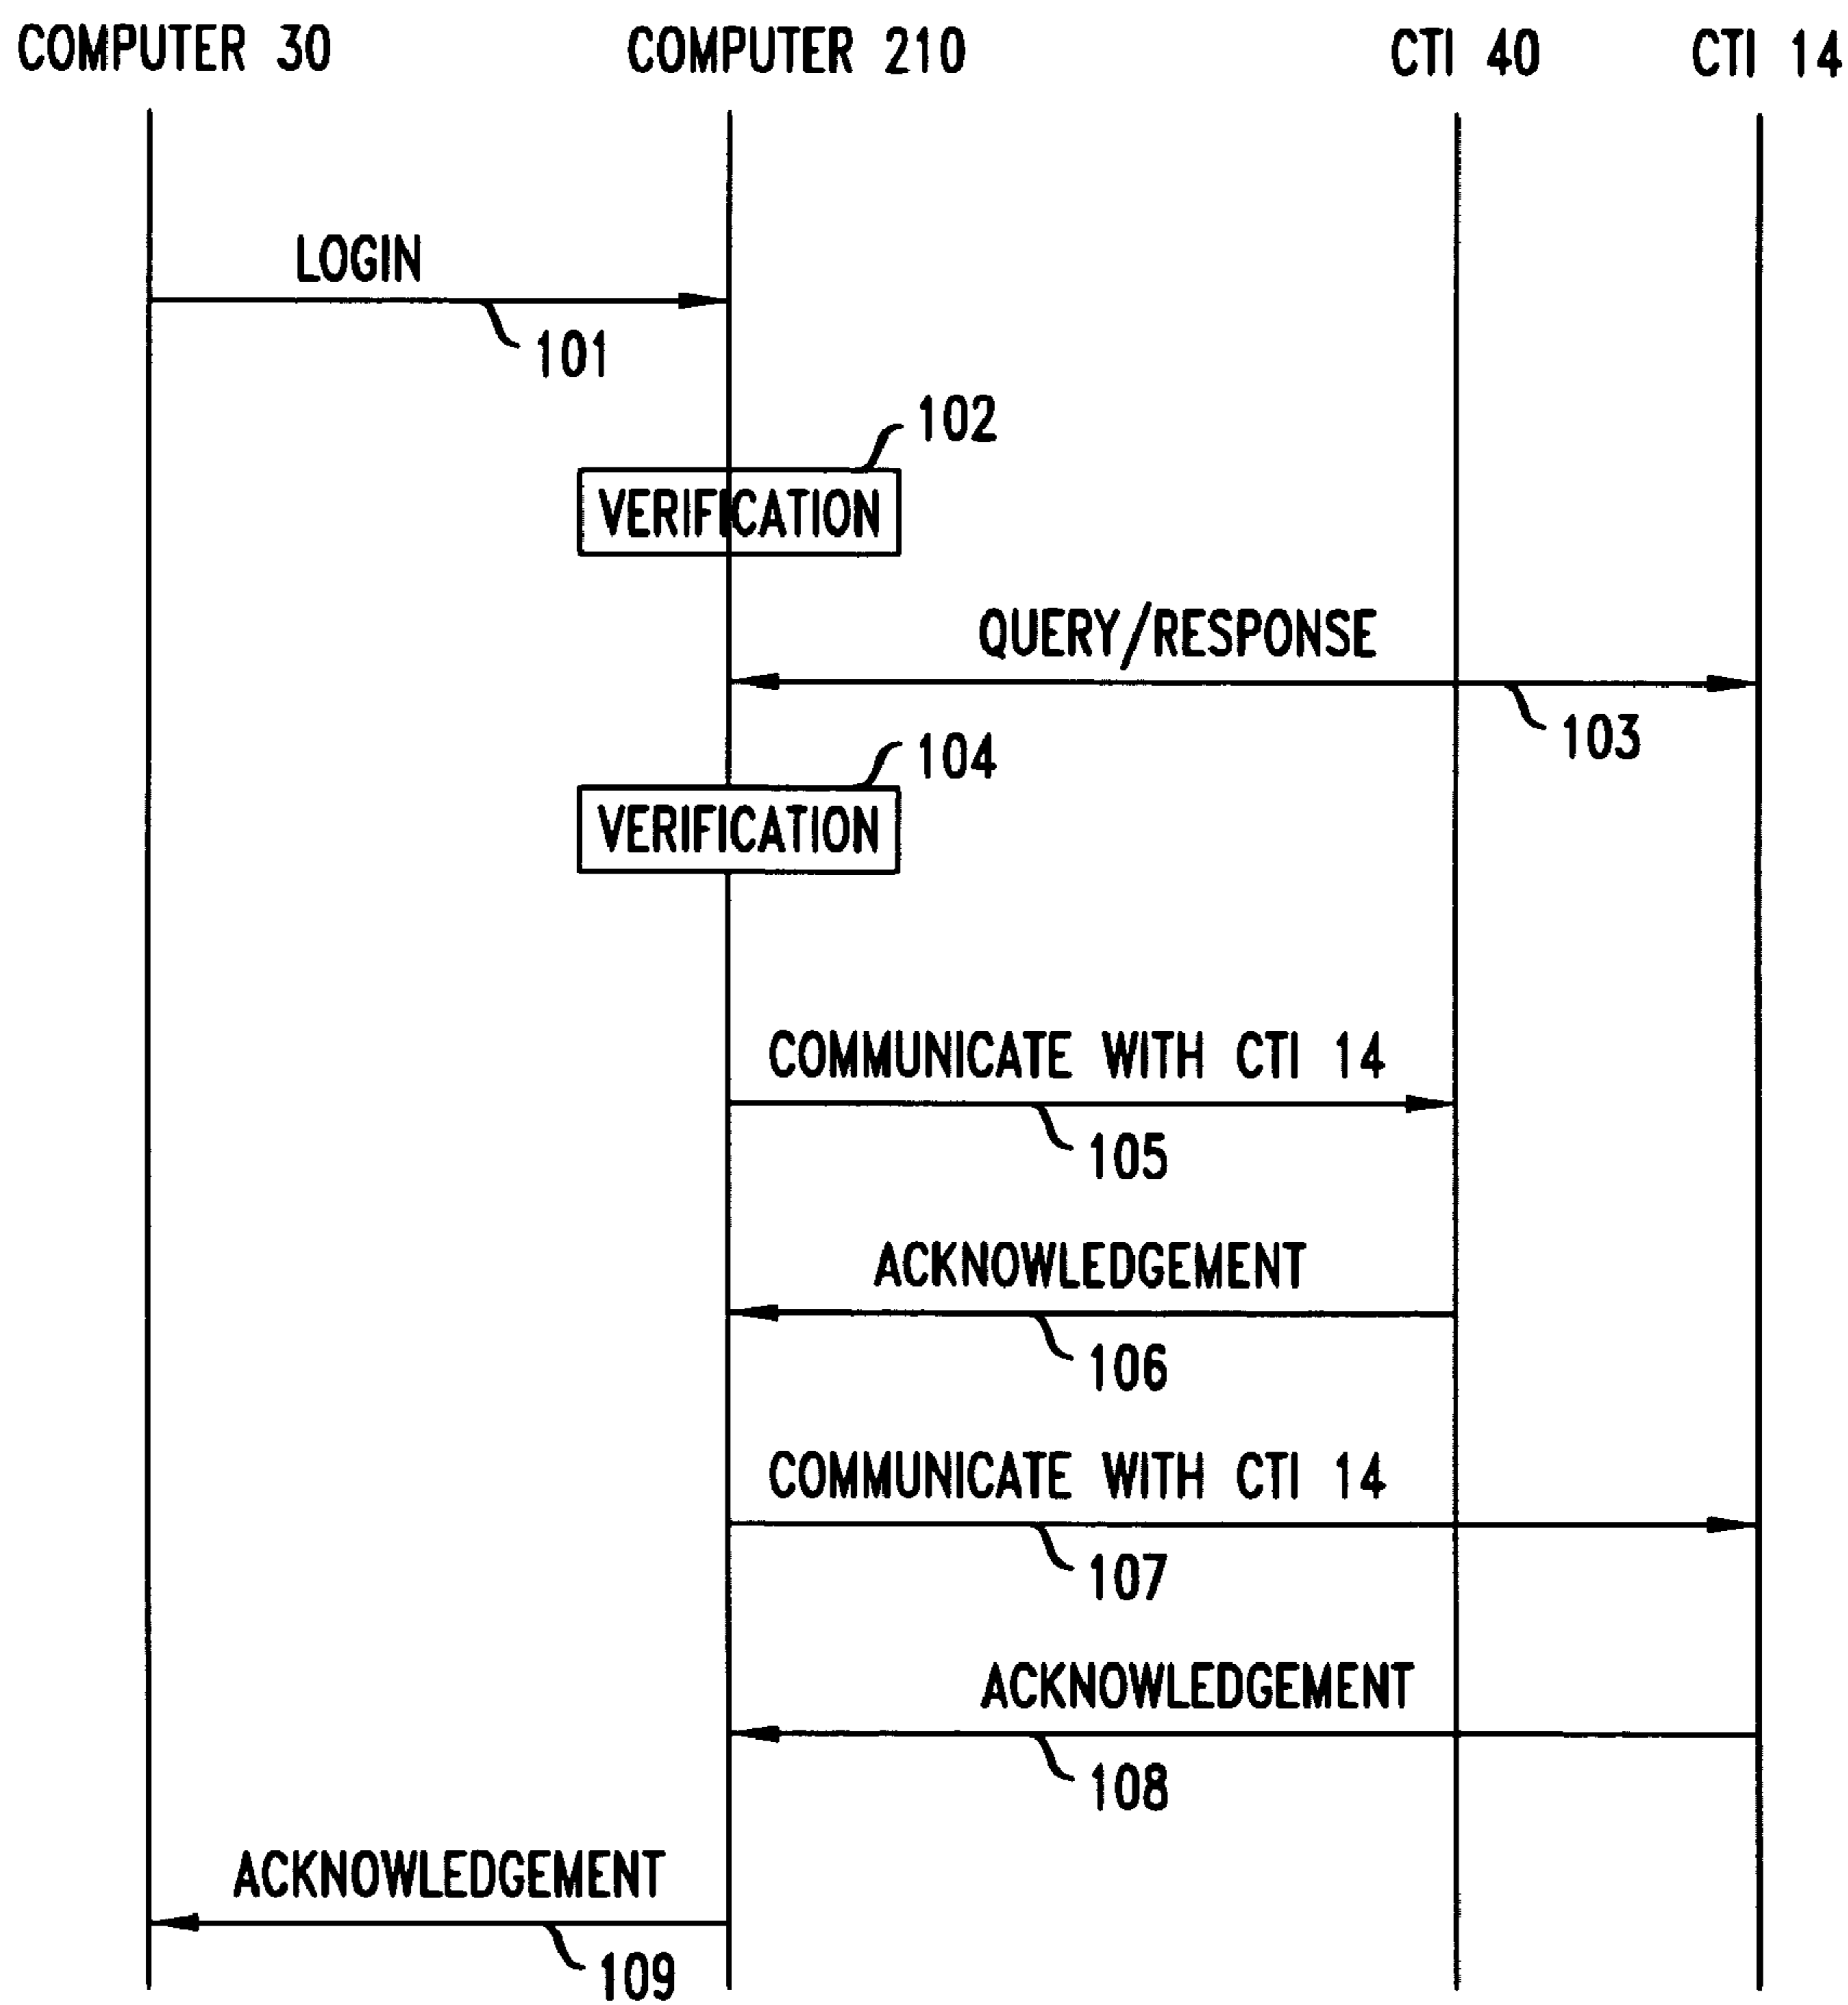 COMPUTER 30 COMPUTER 210 CTI 40 CTI 14
LOGIN
101
102
VERIFICATION
QUERY/RESPONSE
103
104
VERIFICATION
COMMUNICATE WITH CTI 14
105
ACKNOWLEDGEMENT
106
COMMUNICATE WITH CTI 14
107
ACKNOWLEDGEMENT
108
ACKNOWLEDGEMENT
109